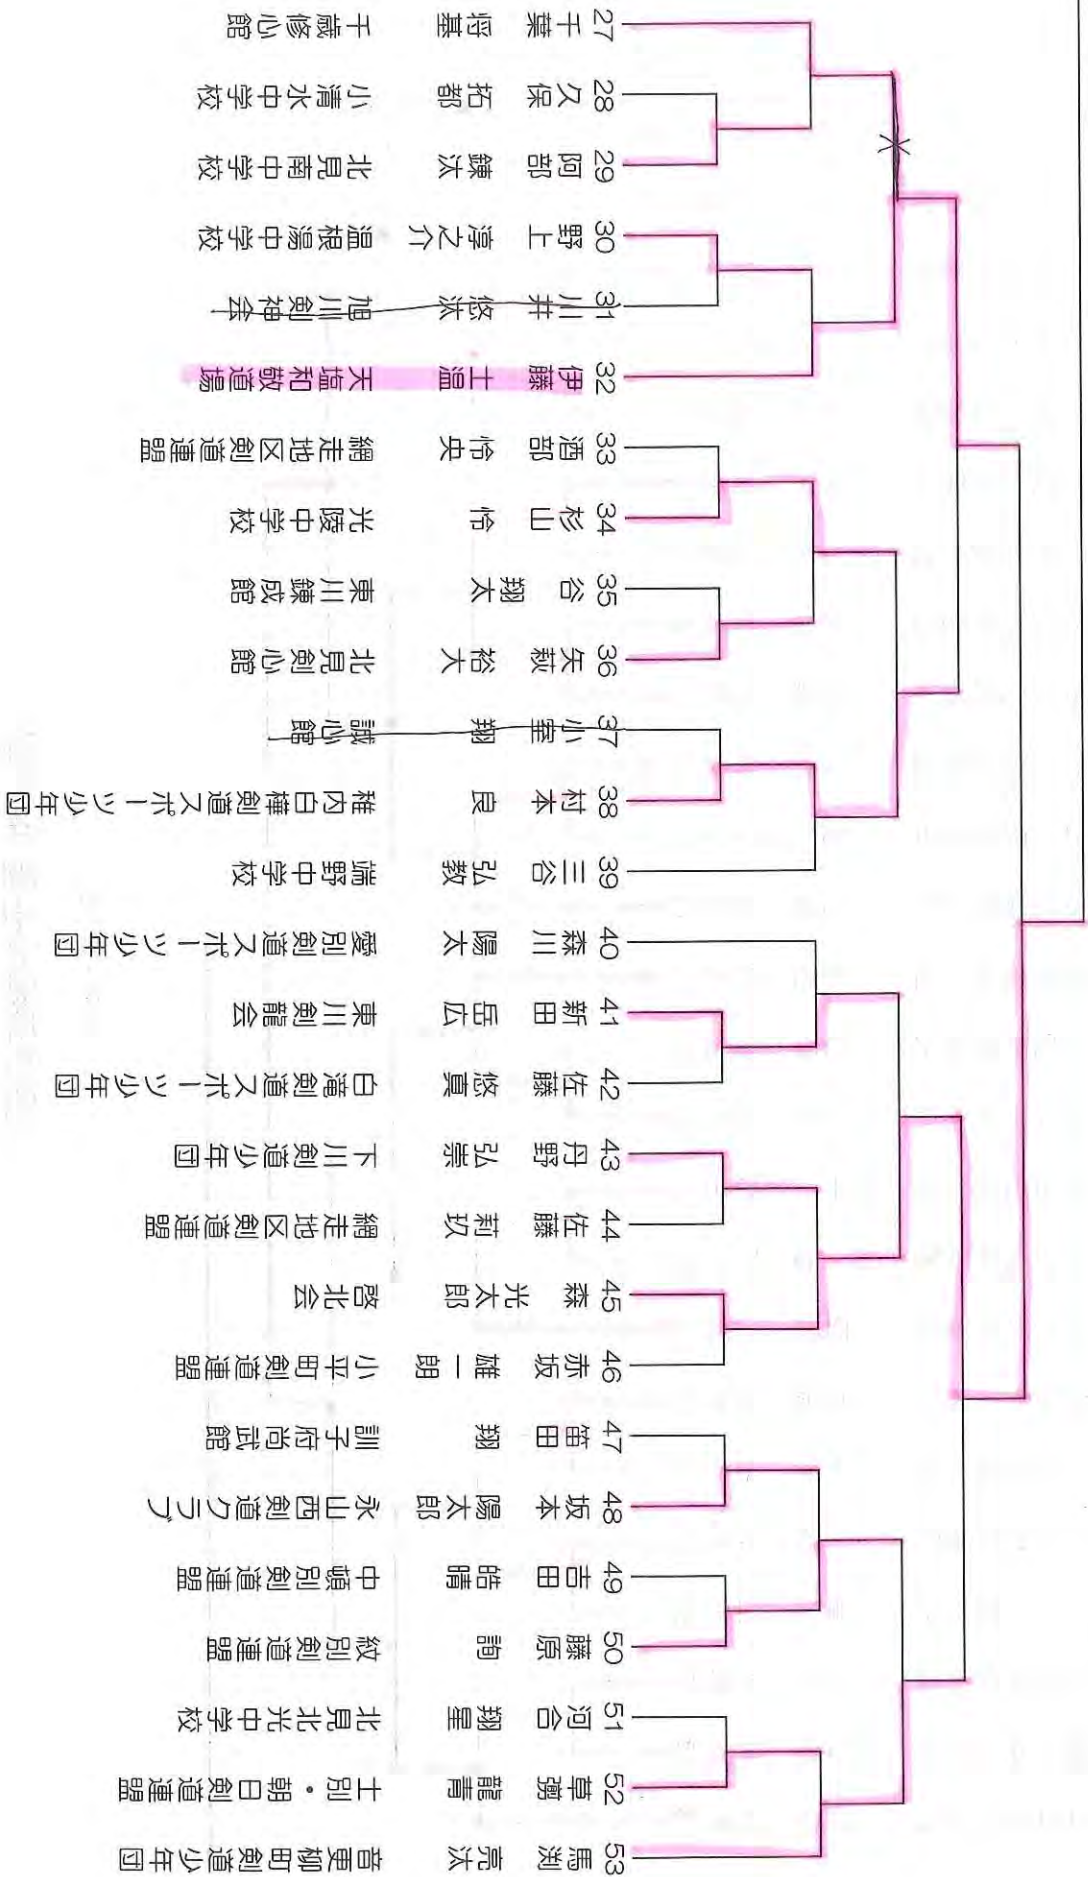 27 千葉 将基 千歳修心館
28 久保 拓都 小清水中学校
29 阿部 錬汰 北見南中学校
30 野上 淳之介 温根湯中学校
31 川井 悠汰 旭川剣神会
32 伊藤 士温 天塩和敬道場
33 酒部 怜央 網走地区剣道連盟
34 杉山 怜 光陵中学校
35 谷 翔太 東川錬成館
36 矢萩 裕大 北見剣心館
37 小室 翔 誠心館
38 村本 良 稚内白樺剣道スポーツ少年団
39 三谷 弘教 端野中学校
40 森川 陽太 愛別剣道スポーツ少年団
41 新田 岳広 東川剣龍会
42 佐藤 悠真 白滝剣道スポーツ少年団
43 丹野 弘崇 下川剣道少年団
44 佐藤 莉玖 網走地区剣道連盟
45 森 光太郎 啓北会
46 赤坂 雄一朗 小平町剣道連盟
47 笛田 翔 訓子府尚武館
48 坂本 陽太郎 永山西剣道クラブ
49 吉田 皓晴 中頓別剣道連盟
50 藤原 詢 紋別剣道連盟
51 河合 翔星 北見北光中学校
52 草彅 龍青 士別・朝日剣道連盟
53 馬渕 亮汰 音更柳町剣道少年団